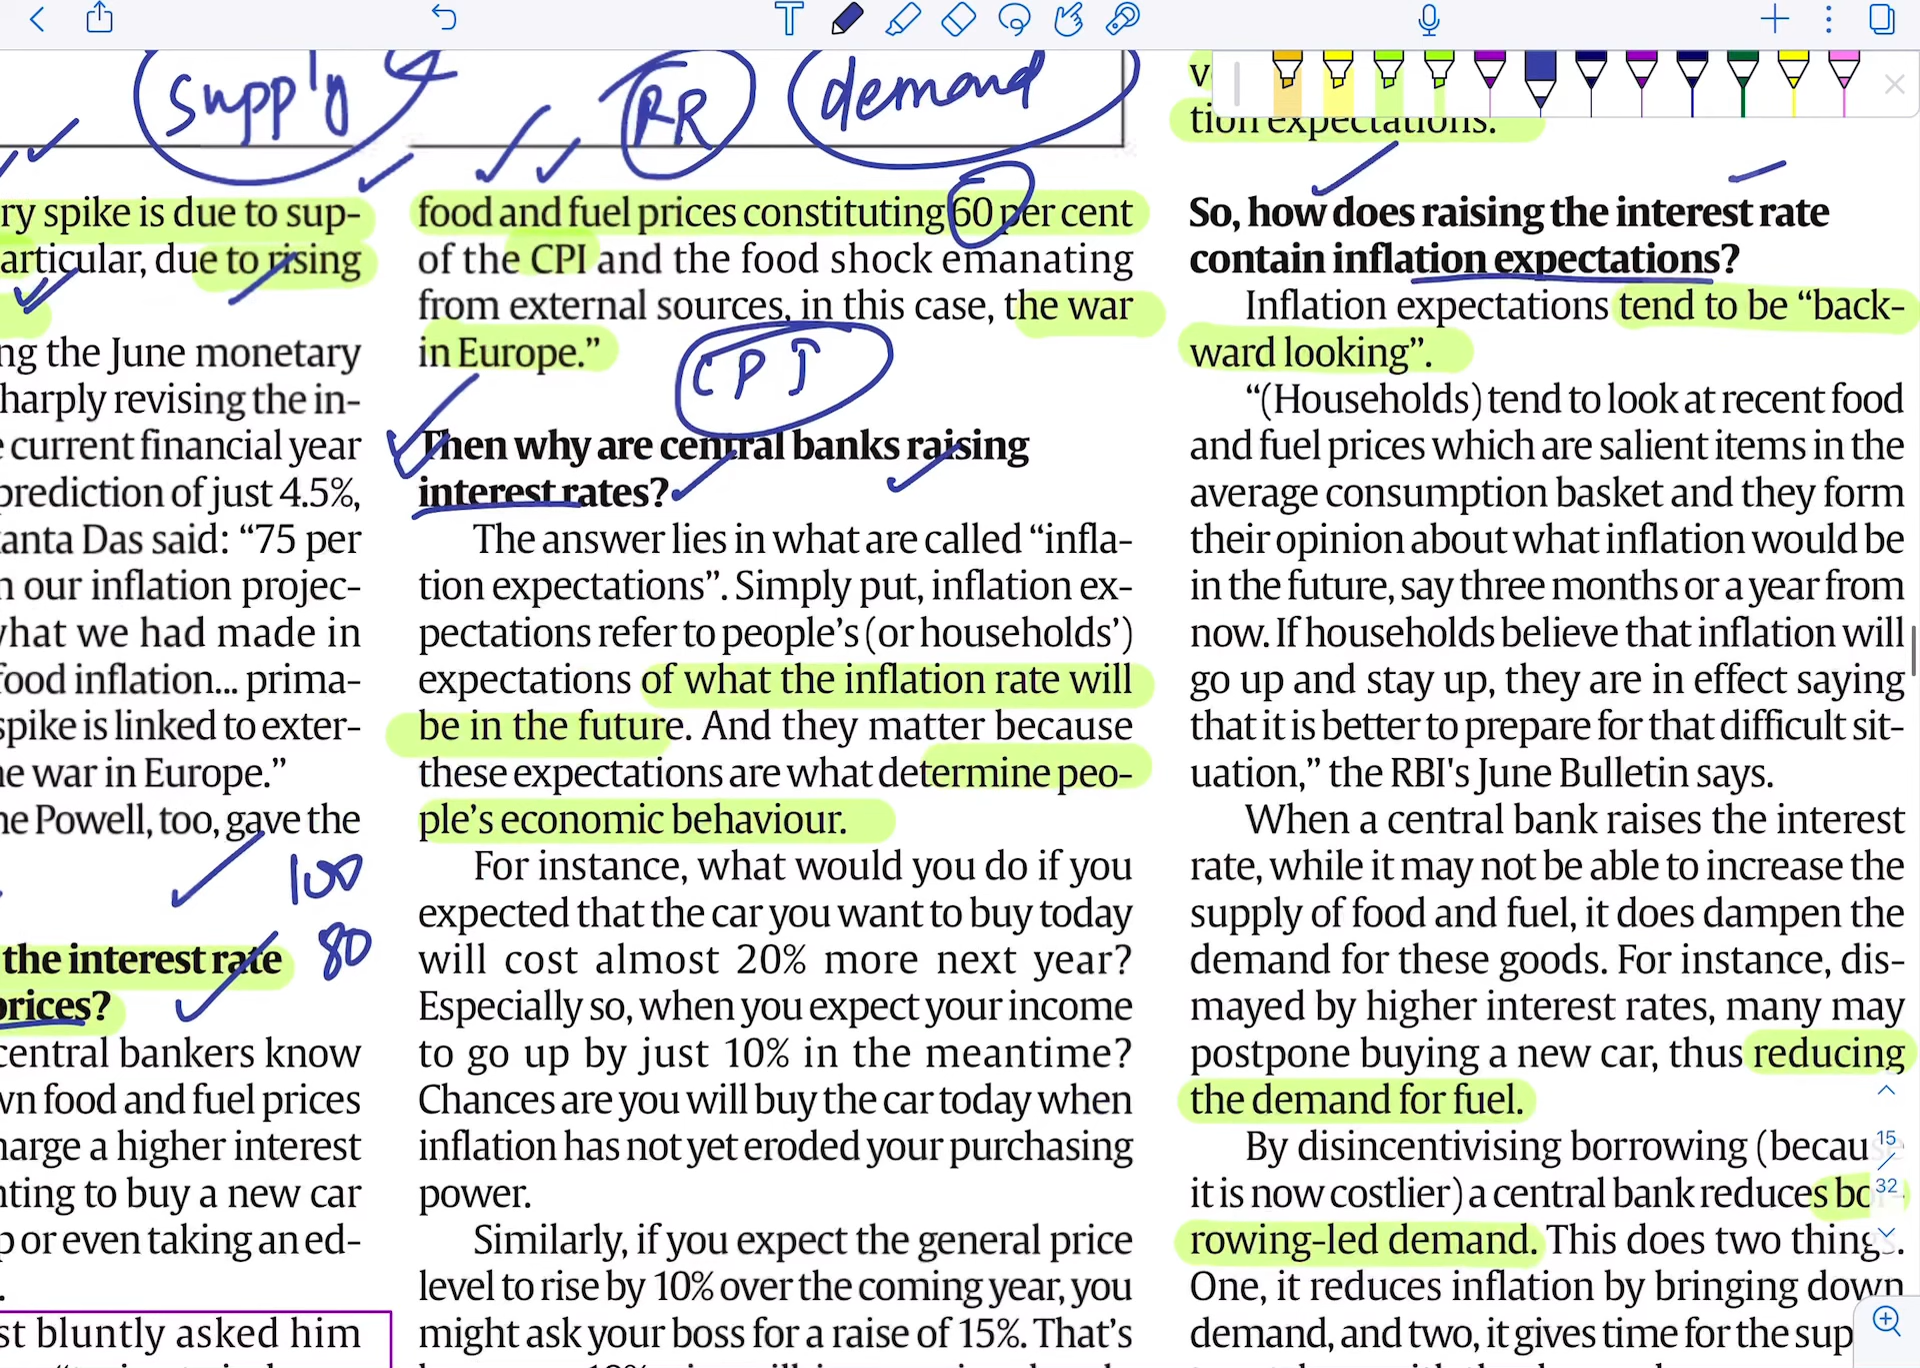 supply
RR
demand
ry spike is due to sup-
articular, due to rising
ng the June monetary
harply revising the in-
e current financial year
prediction of just 4.5%,
anta Das said: “75 per
n our inflation projec-
what we had made in
food inflation... prima-
spike is linked to exter-
he war in Europe.”
ne Powell, too, gave the
100
80
the interest rate
prices?
central bankers know
wn food and fuel prices
harge a higher interest
nting to buy a new car
p or even taking an ed-
st bluntly asked him
food and fuel prices constituting 60 per cent
of the CPI and the food shock emanating
from external sources, in this case, the war
in Europe.”
CPI
Then why are central banks raising
interest rates?
The answer lies in what are called “infla-
tion expectations”. Simply put, inflation ex-
pectations refer to people’s (or households’)
expectations of what the inflation rate will
be in the future. And they matter because
these expectations are what determine peo-
ple’s economic behaviour.
For instance, what would you do if you
expected that the car you want to buy today
will cost almost 20% more next year?
Especially so, when you expect your income
to go up by just 10% in the meantime?
Chances are you will buy the car today when
inflation has not yet eroded your purchasing
power.
Similarly, if you expect the general price
level to rise by 10% over the coming year, you
might ask your boss for a raise of 15%. That’s
tion expectations.
So, how does raising the interest rate
contain inflation expectations?
Inflation expectations tend to be “back-
ward looking”.
“(Households) tend to look at recent food
and fuel prices which are salient items in the
average consumption basket and they form
their opinion about what inflation would be
in the future, say three months or a year from
now. If households believe that inflation will
go up and stay up, they are in effect saying
that it is better to prepare for that difficult sit-
uation,” the RBI's June Bulletin says.
When a central bank raises the interest
rate, while it may not be able to increase the
supply of food and fuel, it does dampen the
demand for these goods. For instance, dis-
mayed by higher interest rates, many may
postpone buying a new car, thus reducing
the demand for fuel.
By disincentivising borrowing (because
it is now costlier) a central bank reduces bor-
rowing-led demand. This does two things.
One, it reduces inflation by bringing down
demand, and two, it gives time for the sup
15
32